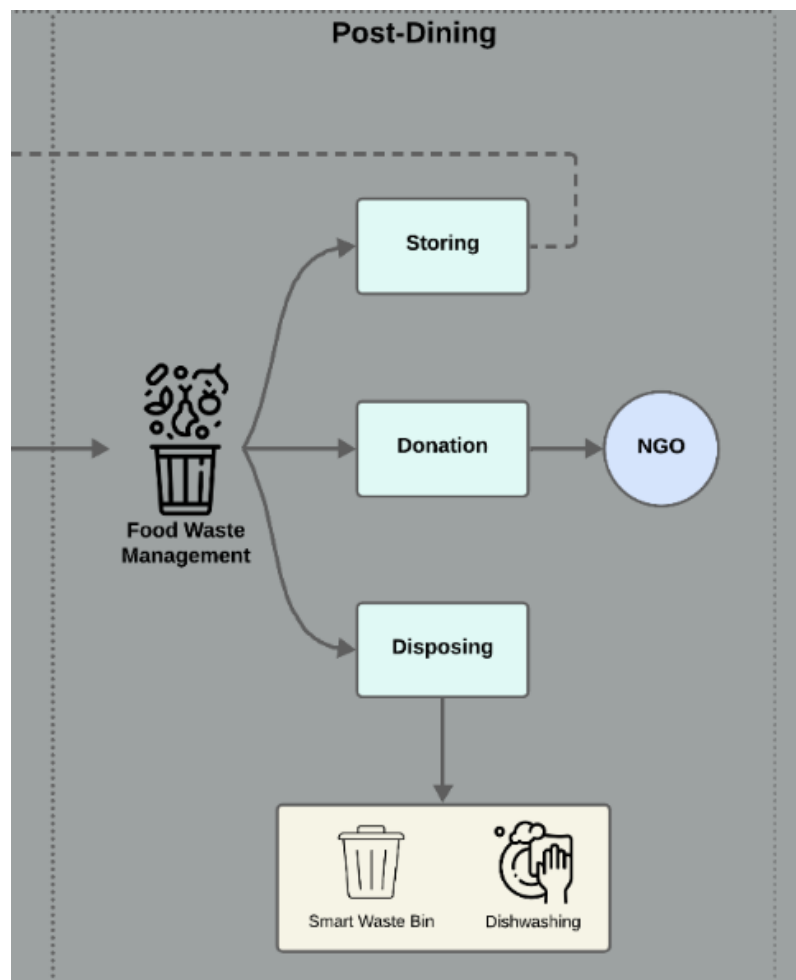 Post-Dining
Storing
Donation
NGO
Food Waste
Management
Disposing
Smart Waste Bin
Dishwashing